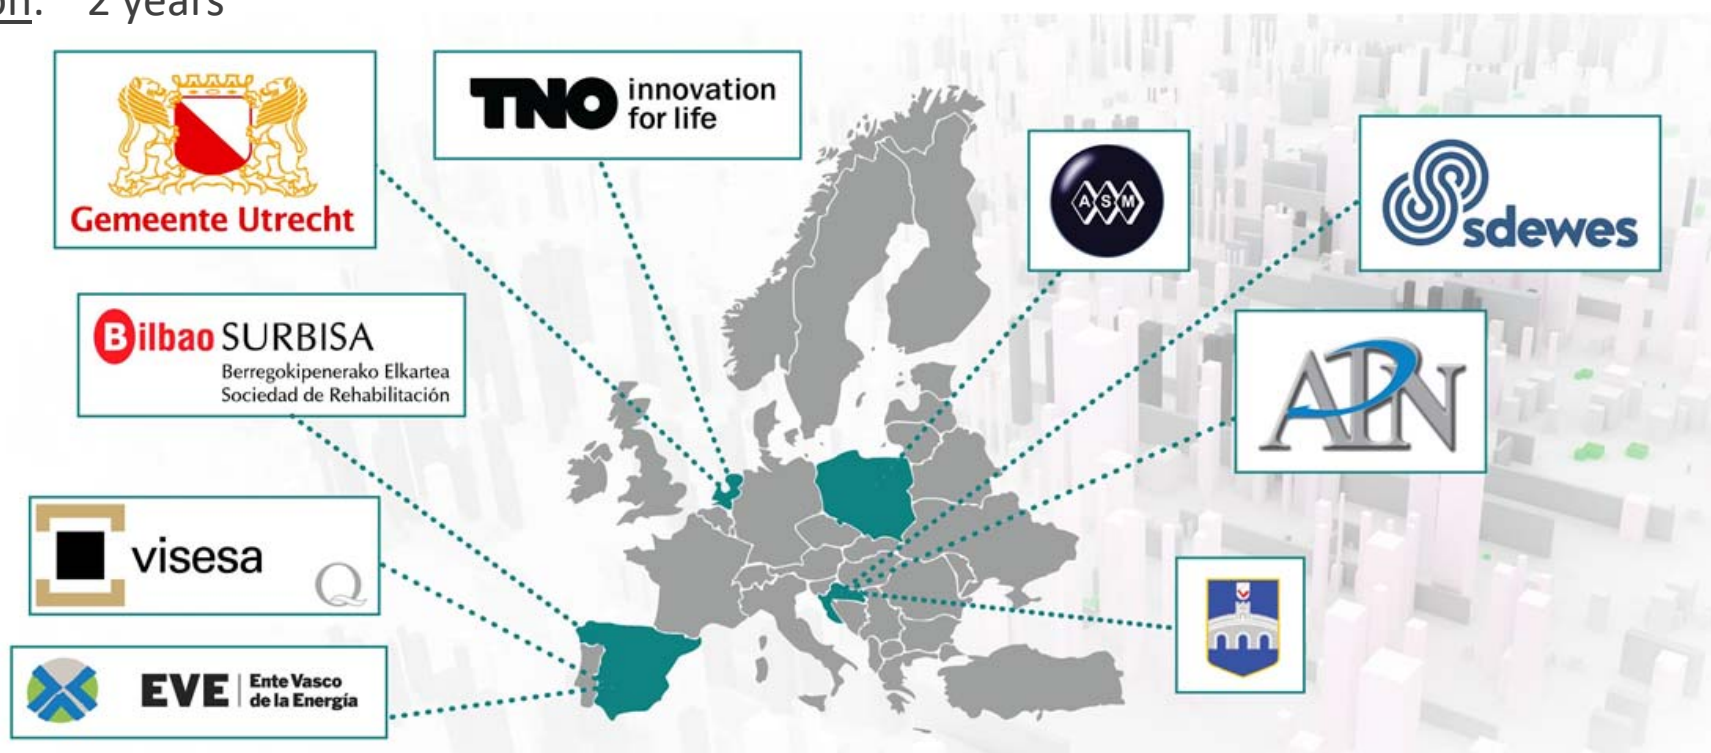 on: 2 years
Gemeente Utrecht
TNO innovation
for life
ASM
sdewes
Bilbao SURBISA
Berregokipenerako Elkartea
Sociedad de Rehabilitación
APN
visesa
Q
EVE Ente Vasco
de la Energía